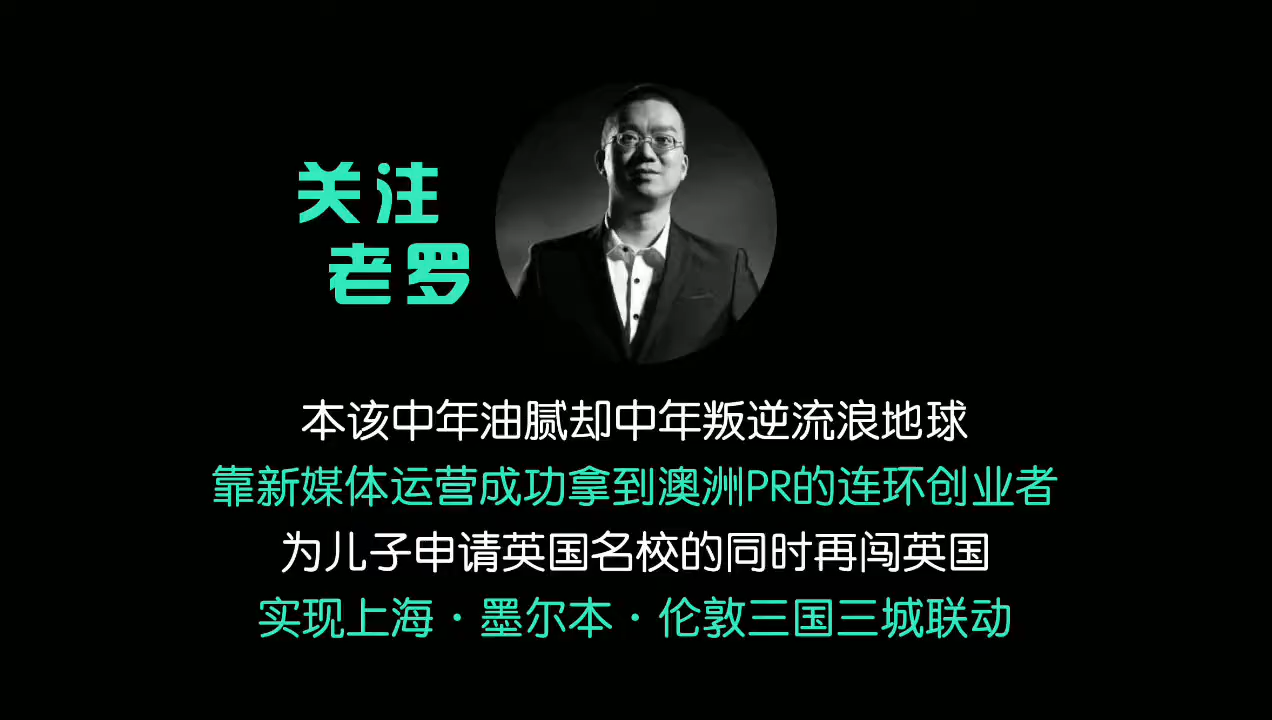 关注
老罗
本该中年油腻却中年叛逆流浪地球
靠新媒体运营成功拿到澳洲PR的连环创业者
为儿子申请英国名校的同时再闯英国
实现上海·墨尔本·伦敦三国三城联动